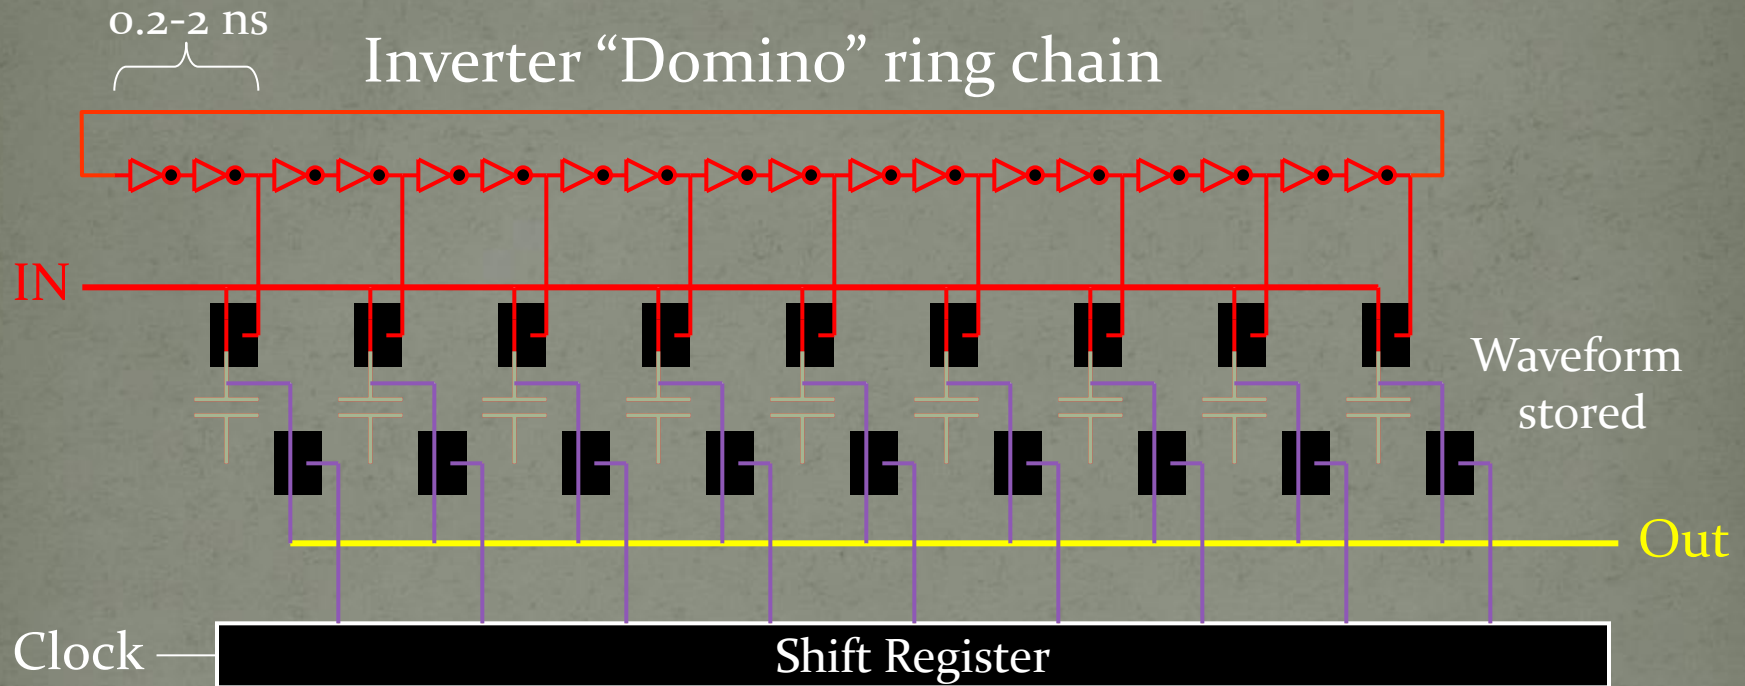 0.2-2 ns
Inverter “Domino” ring chain
IN
Waveform
stored
Out
Clock
Shift Register